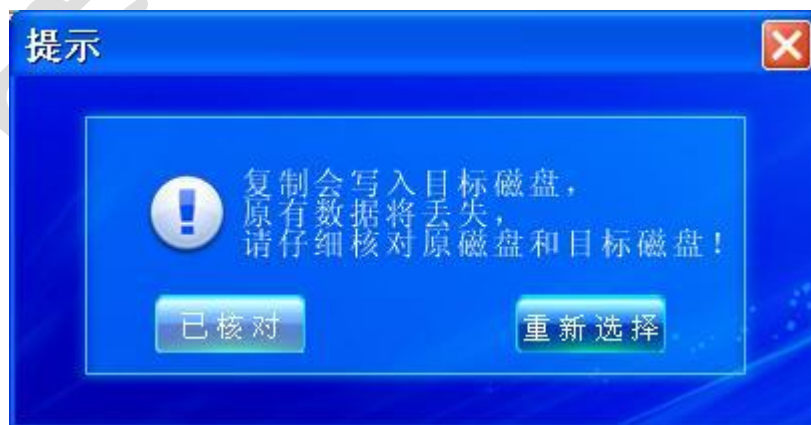 提示
复制会写入目标磁盘，
原有数据将丢失，
请仔细核对原磁盘和目标磁盘！
已核对
重新选择